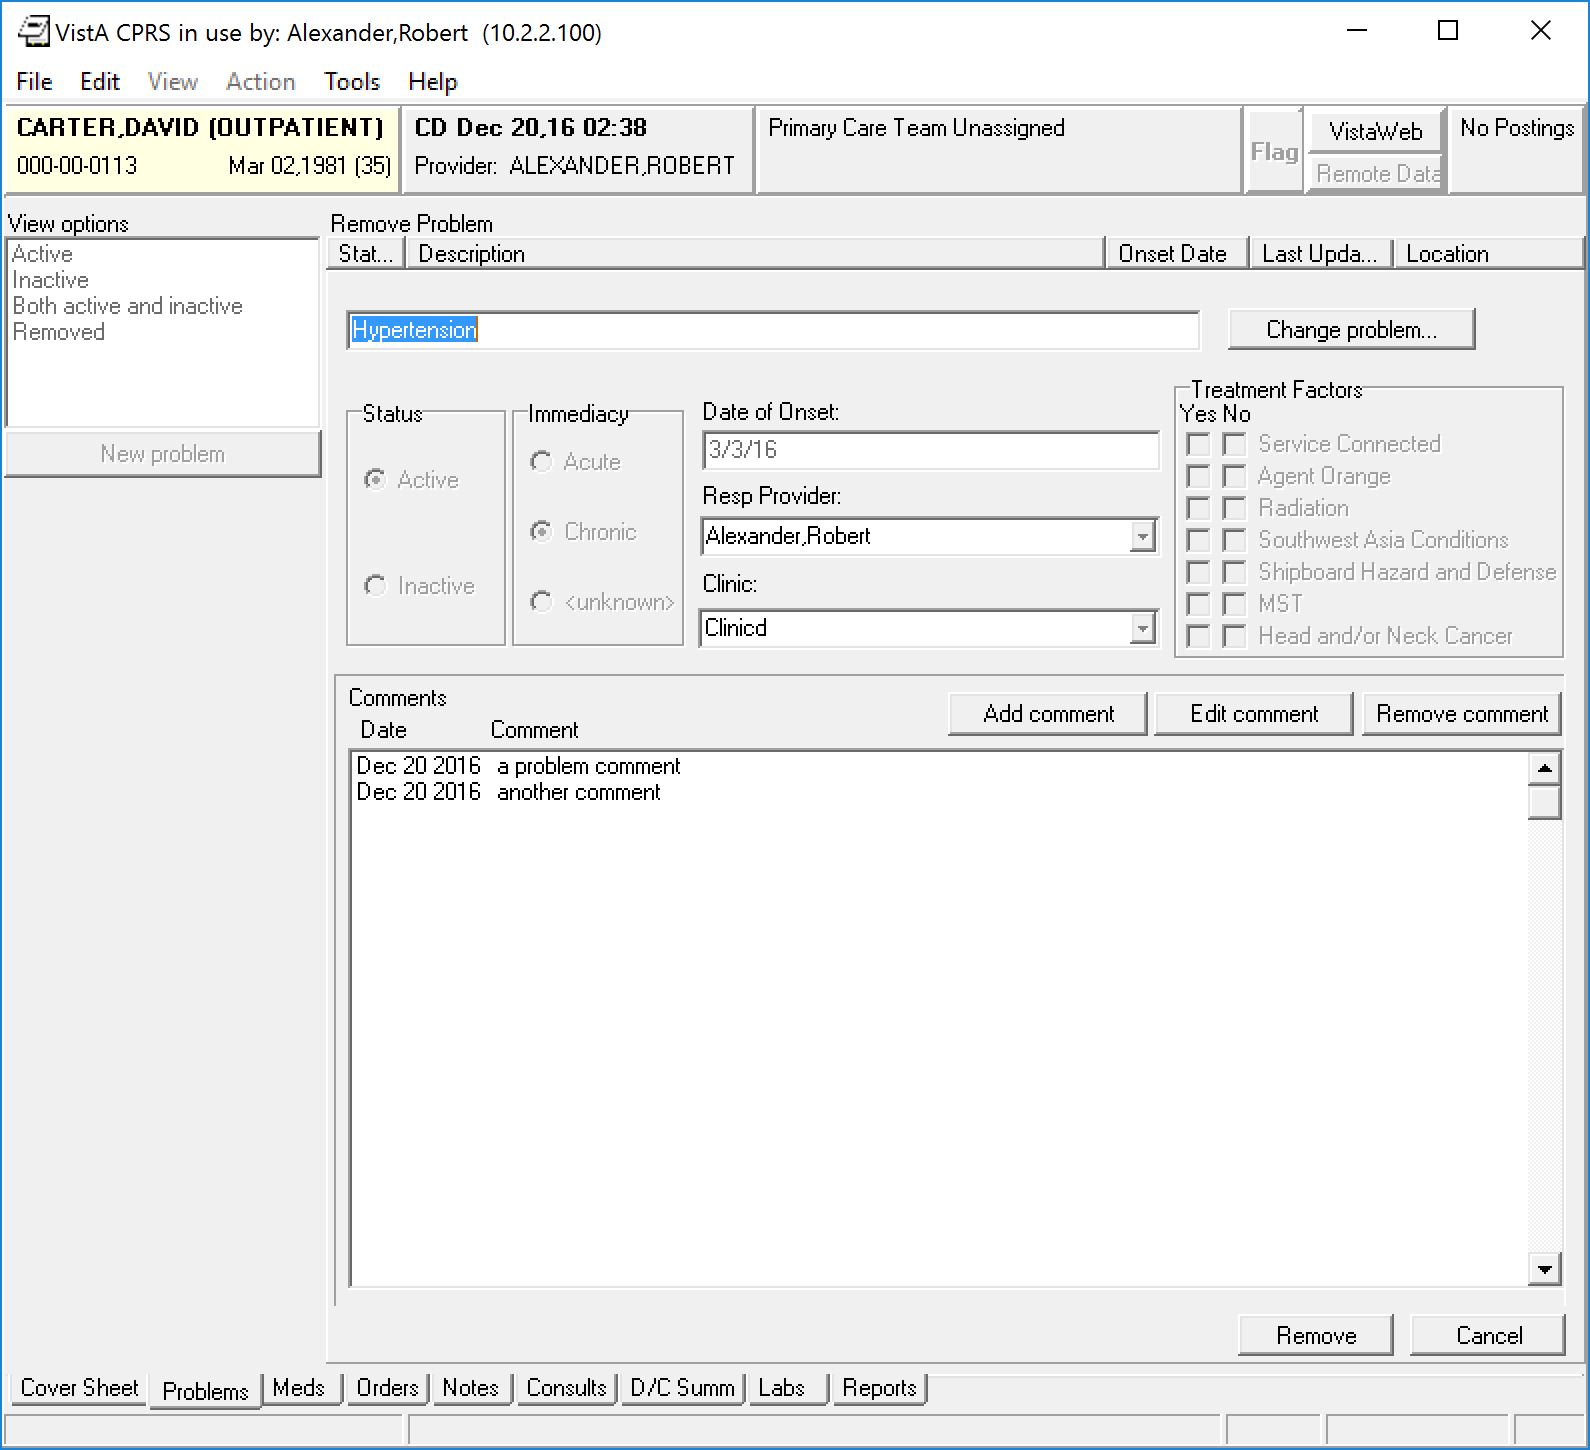 VistA CPRS in use by: Alexander,Robert (10.2.2.100)
File Edit View Action Tools Help
CARTER,DAVID (OUTPATIENT)
000-00-0113 Mar 02,1981 (35)
CD Dec 20,16 02:38
Provider: ALEXANDER,ROBERT
Primary Care Team Unassigned
Flag
VistaWeb
Remote Data
No Postings
View options
Active
Inactive
Both active and inactive
Removed
New problem
Remove Problem
Stat... Description Onset Date Last Upda... Location
Hypertension
Change problem...
Status
Active
Inactive
Immediacy
Acute
Chronic
<unknown>
Date of Onset:
3/3/16
Resp Provider:
Alexander,Robert
Clinic:
Clinicd
Treatment Factors
Yes No
Service Connected
Agent Orange
Radiation
Southwest Asia Conditions
Shipboard Hazard and Defense
MST
Head and/or Neck Cancer
Comments
Add comment Edit comment Remove comment
Date Comment
Dec 20 2016 a problem comment
Dec 20 2016 another comment
Remove Cancel
Cover Sheet Problems Meds Orders Notes Consults D/C Summ Labs Reports